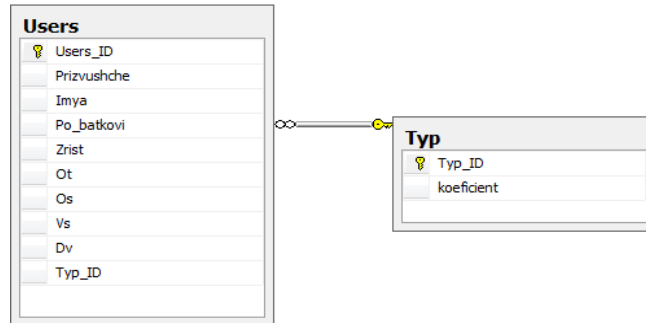 Users
Users_ID
Prizvushche
Imya
Po_batkovi
Zrist
Ot
Os
Vs
Dv
Typ_ID
Typ
Typ_ID
koeficient